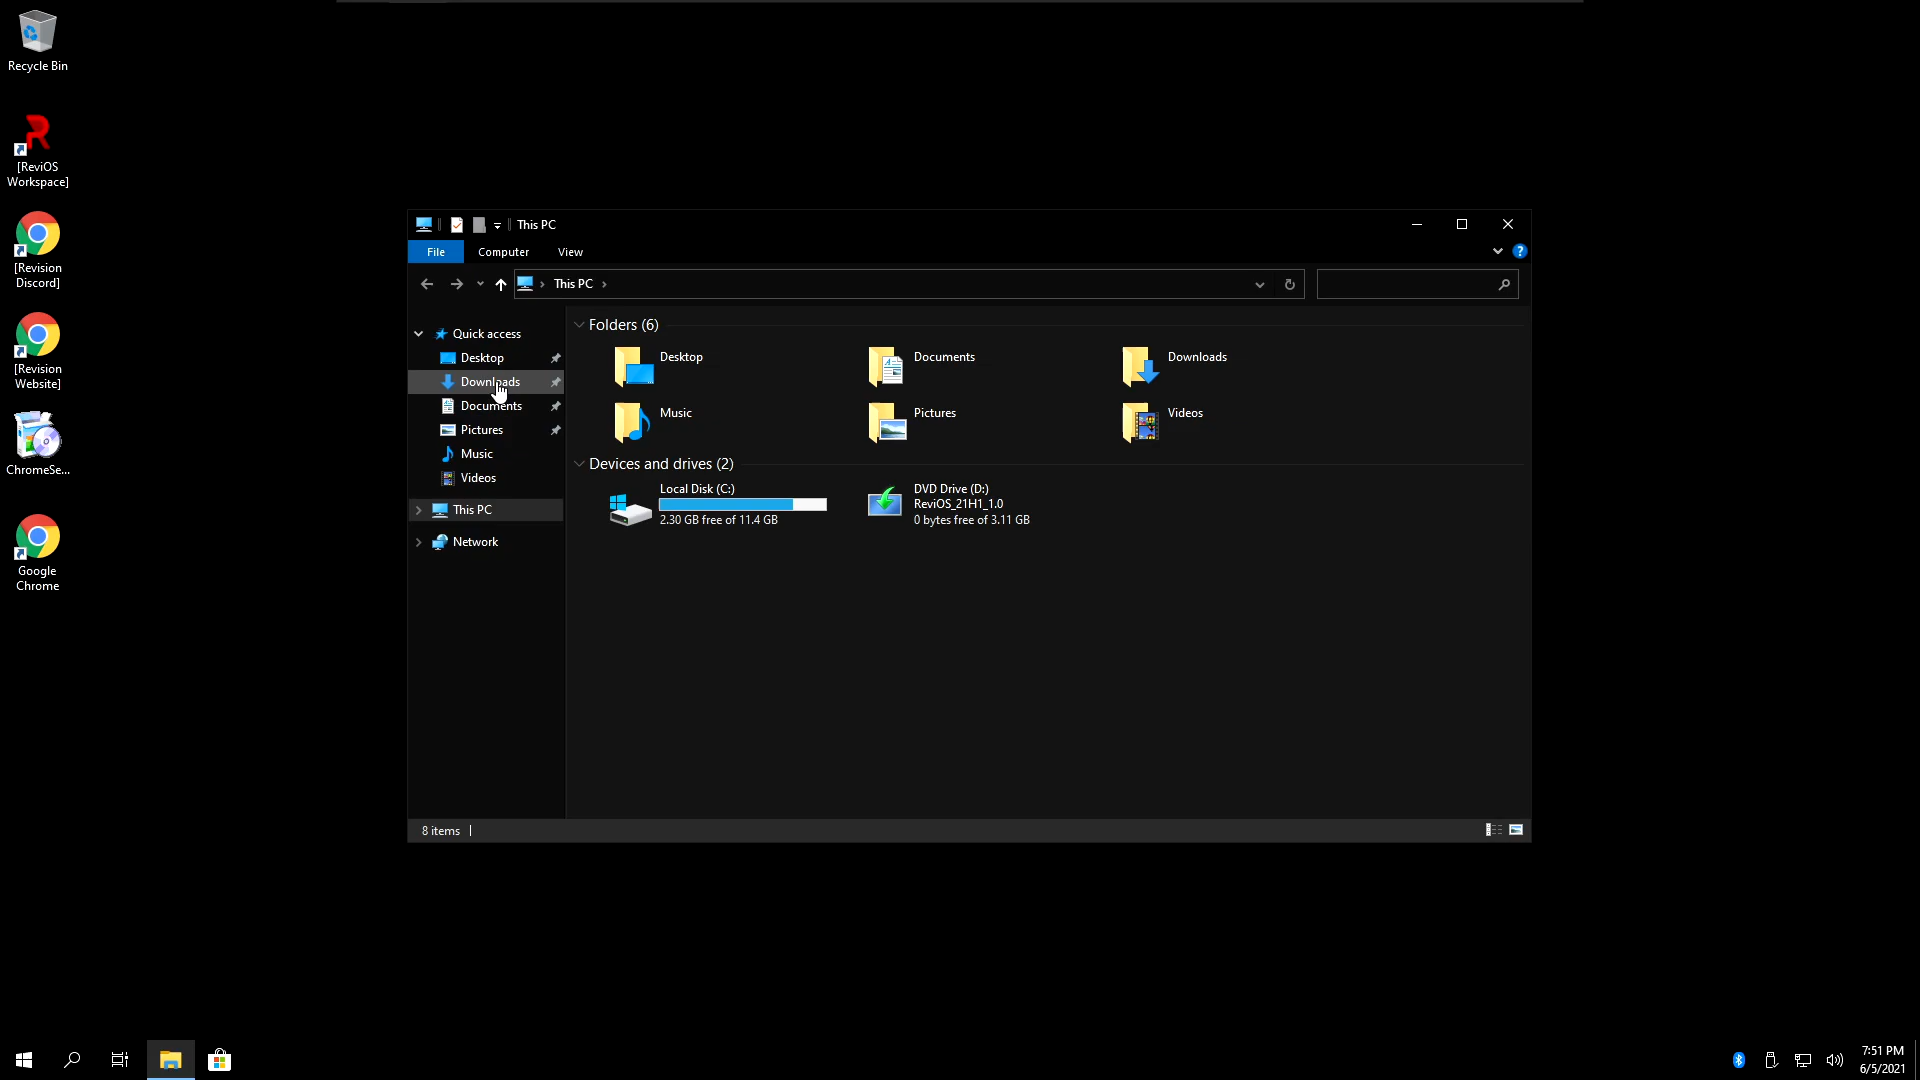 Recycle Bin
[ReviOS
Workspace]
[Revision
Discord]
[Revision
Website]
ChromeSe...
Google
Chrome
This PC
File
Computer
View
?
This PC
Quick access
Desktop
Downloads
Documents
Pictures
Music
Videos
This PC
Network
Folders (6)
Desktop
Documents
Downloads
Music
Pictures
Videos
Devices and drives (2)
Local Disk (C:)
2.30 GB free of 11.4 GB
DVD Drive (D:)
ReviOS_21H1_1.0
0 bytes free of 3.11 GB
8 items
7:51 PM
6/5/2021